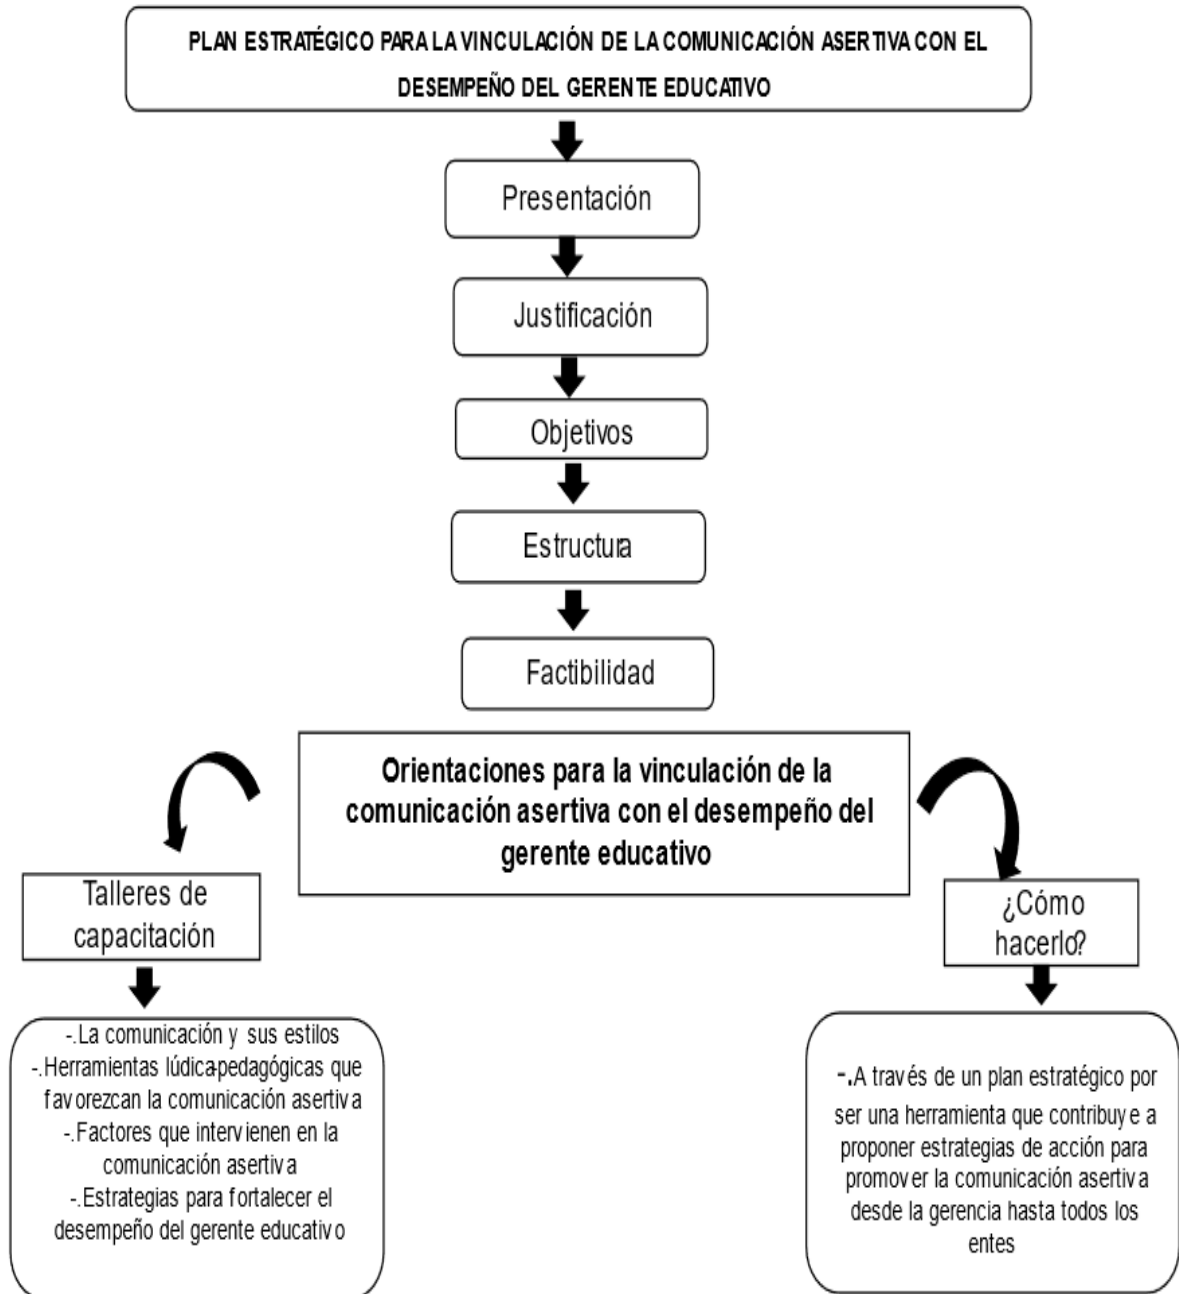 PLAN ESTRATÉGICO PARA LA VINCULACIÓN DE LA COMUNICACIÓN ASERTIVA CON EL
DESEMPEÑO DEL GERENTE EDUCATIVO
Presentación
Justificación
Objetivos
Estructura
Factibilidad
Orientaciones para la vinculación de la
comunicación asertiva con el desempeño del
gerente educativo
Talleres de
capacitación
-.La comunicación y sus estilos
-.Herramientas lúdica-pedagógicas que
favorezcan la comunicación asertiva
-.Factores que intervienen en la
comunicación asertiva
-.Estrategias para fortalecer el
desempeño del gerente educativo
¿Cómo
hacerlo?
-.A través de un plan estratégico por
ser una herramienta que contribuye a
proponer estrategias de acción para
promover la comunicación asertiva
desde la gerencia hasta todos los
entes